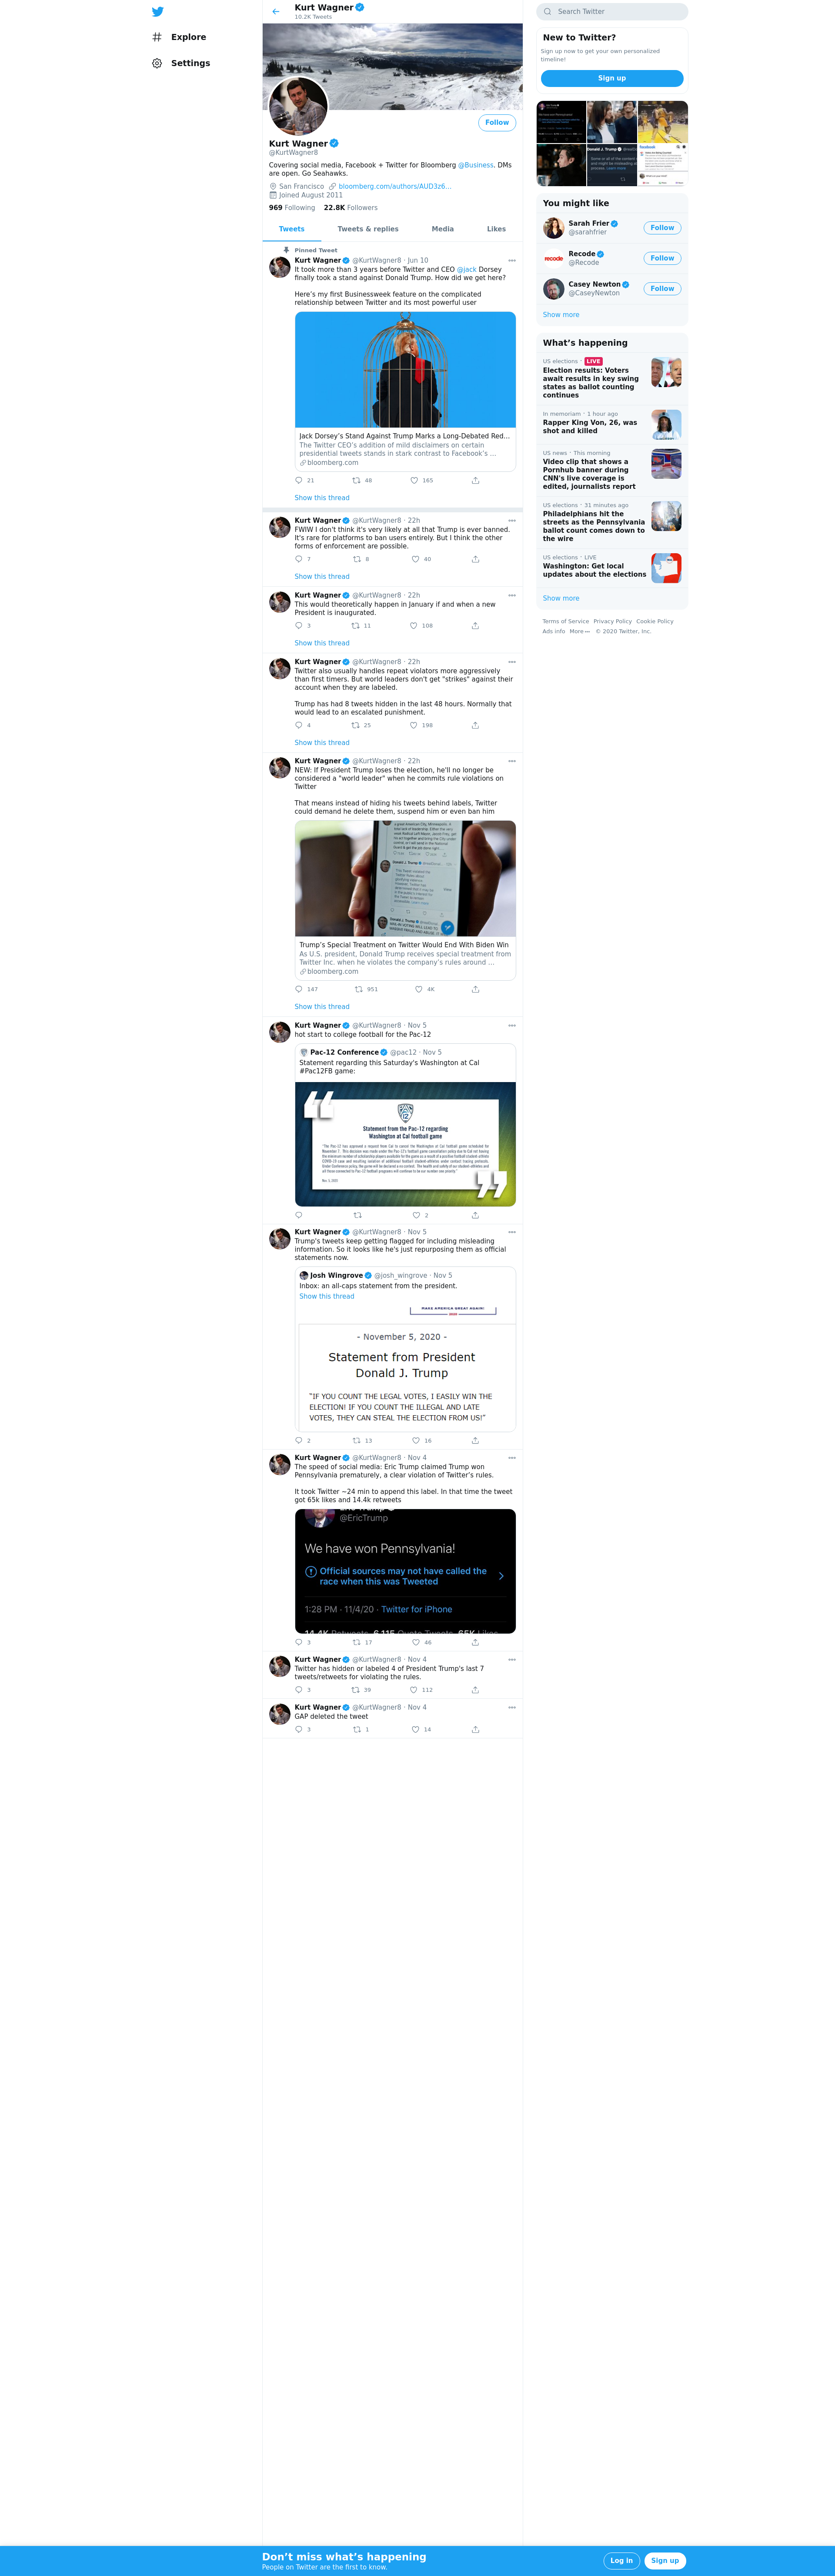 Explore
Settings
Kurt Wagner
10.2K Tweets
Follow
Kurt Wagner
@KurtWagner8
Covering social media, Facebook + Twitter for Bloomberg @Business. DMs
are open. Go Seahawks.
San Francisco bloomberg.com/authors/AUD3z6...
Joined August 2011
969 Following 22.8K Followers
Tweets Tweets & replies Media Likes
Pinned Tweet
Kurt Wagner @KurtWagner8 · Jun 10
It took more than 3 years before Twitter and CEO @jack Dorsey
finally took a stand against Donald Trump. How did we get here?
Here's my first Businessweek feature on the complicated
relationship between Twitter and its most powerful user
Jack Dorsey's Stand Against Trump Marks a Long-Debated Red...
The Twitter CEO's addition of mild disclaimers on certain
presidential tweets stands in stark contrast to Facebook's ...
bloomberg.com
21 48 165
Show this thread
Kurt Wagner @KurtWagner8 · 22h
FWIW I don't think it's very likely at all that Trump is ever banned.
It's rare for platforms to ban users entirely. But I think the other
forms of enforcement are possible.
7 8 40
Show this thread
Kurt Wagner @KurtWagner8 · 22h
This would theoretically happen in January if and when a new
President is inaugurated.
3 11 108
Show this thread
Kurt Wagner @KurtWagner8 · 22h
Twitter also usually handles repeat violators more aggressively
than first timers. But world leaders don't get "strikes" against their
account when they are labeled.
Trump has had 8 tweets hidden in the last 48 hours. Normally that
would lead to an escalated punishment.
4 25 198
Show this thread
Kurt Wagner @KurtWagner8 · 22h
NEW: If President Trump loses the election, he'll no longer be
considered a "world leader" when he commits rule violations on
Twitter
That means instead of hiding his tweets behind labels, Twitter
could demand he delete them, suspend him or even ban him
Trump's Special Treatment on Twitter Would End With Biden Win
As U.S. president, Donald Trump receives special treatment from
Twitter Inc. when he violates the company's rules around ...
bloomberg.com
147 951 4K
Show this thread
Kurt Wagner @KurtWagner8 · Nov 5
hot start to college football for the Pac-12
Pac-12 Conference @pac12 · Nov 5
Statement regarding this Saturday's Washington at Cal
#Pac12FB game:
Statement from the Pac-12 regarding
Washington at Cal football game
2
Kurt Wagner @KurtWagner8 · Nov 5
Trump's tweets keep getting flagged for including misleading
information. So it looks like he's just repurposing them as official
statements now.
Josh Wingrove @josh_wingrove · Nov 5
Inbox: an all-caps statement from the president.
Show this thread
MAKE AMERICA GREAT AGAIN!
- November 5, 2020 -
Statement from President
Donald J. Trump
"IF YOU COUNT THE LEGAL VOTES, I EASILY WIN THE
ELECTION! IF YOU COUNT THE ILLEGAL AND LATE
VOTES, THEY CAN STEAL THE ELECTION FROM US!"
2 13 16
Kurt Wagner @KurtWagner8 · Nov 4
The speed of social media: Eric Trump claimed Trump won
Pennsylvania prematurely, a clear violation of Twitter's rules.
It took Twitter ~24 min to append this label. In that time the tweet
got 65k likes and 14.4k retweets
@EricTrump
We have won Pennsylvania!
Official sources may not have called the
race when this was Tweeted
1:28 PM · 11/4/20 · Twitter for iPhone
14.4K Retweets 6,115 Quote Tweets 65K Likes
3 17 46
Kurt Wagner @KurtWagner8 · Nov 4
Twitter has hidden or labeled 4 of President Trump's last 7
tweets/retweets for violating the rules.
3 39 112
Kurt Wagner @KurtWagner8 · Nov 4
GAP deleted the tweet
3 1 14
Search Twitter
New to Twitter?
Sign up now to get your own personalized
timeline!
Sign up
You might like
Sarah Frier
@sarahfrier
Follow
recode
Recode
@Recode
Follow
Casey Newton
@CaseyNewton
Follow
Show more
What's happening
US elections · LIVE
Election results: Voters
await results in key swing
states as ballot counting
continues
In memoriam · 1 hour ago
Rapper King Von, 26, was
shot and killed
US news · This morning
Video clip that shows a
Pornhub banner during
CNN's live coverage is
edited, journalists report
US elections · 31 minutes ago
Philadelphians hit the
streets as the Pennsylvania
ballot count comes down to
the wire
US elections · LIVE
Washington: Get local
updates about the elections
Show more
Terms of Service Privacy Policy Cookie Policy
Ads info More ••• © 2020 Twitter, Inc.
Don't miss what's happening
People on Twitter are the first to know.
Log in
Sign up